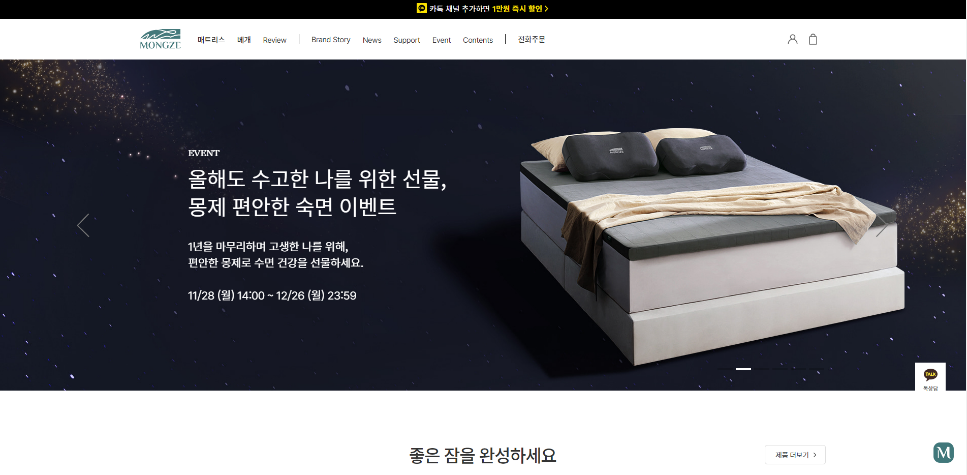 카톡 채널 추가하면 1만원 즉시 할인 >
MONGZE
매트리스 베개 Review Brand Story News Support Event Contents 전화주문
EVENT
올해도 수고한 나를 위한 선물,
몽제 편안한 숙면 이벤트
1년을 마무리하며 고생한 나를 위해,
편안한 몽제로 수면 건강을 선물하세요.
11/28 (월) 14:00 ~ 12/26 (월) 23:59
TALK
톡상담
좋은 잠을 완성하세요
제품 더보기 >
M